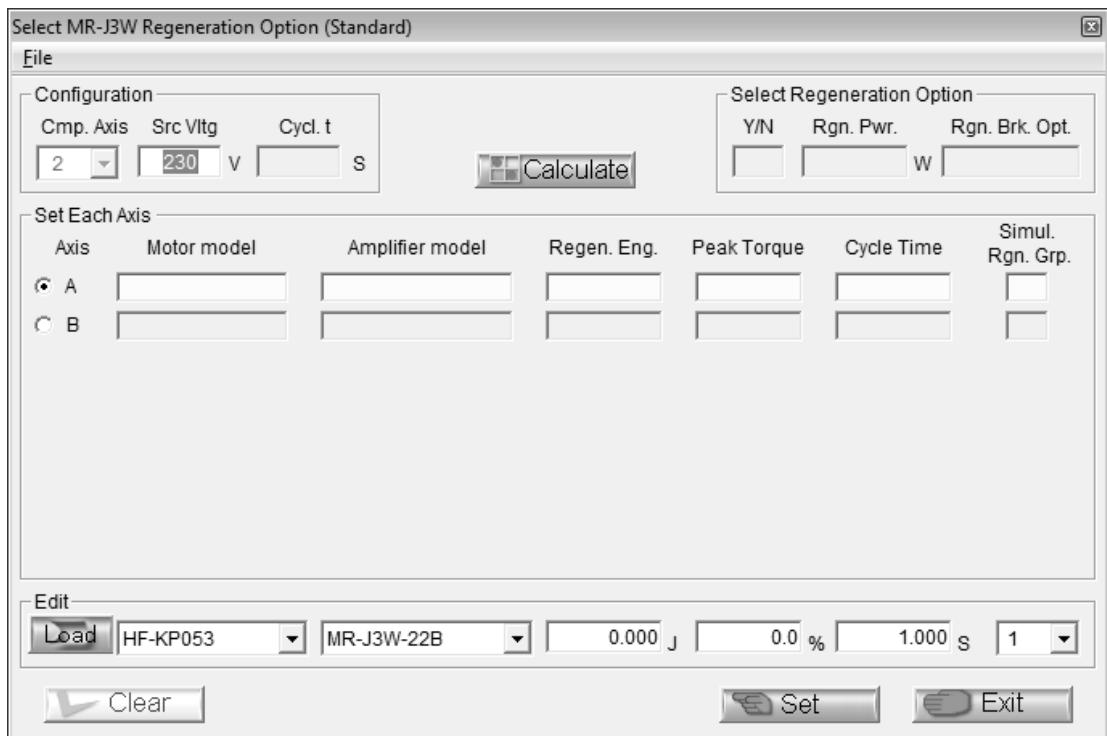 Select MR-J3W Regeneration Option (Standard)
File
Configuration
Cmp. Axis Src Vltg Cycl. t
2 230 V S
Calculate
Select Regeneration Option
Y/N Rgn. Pwr. Rgn. Brk. Opt.
W
Set Each Axis
Axis Motor model Amplifier model Regen. Eng. Peak Torque Cycle Time Simul. Rgn. Grp.
A
B
Edit
Load HF-KP053 MR-J3W-22B 0.000 J 0.0 % 1.000 S 1
Clear Set Exit